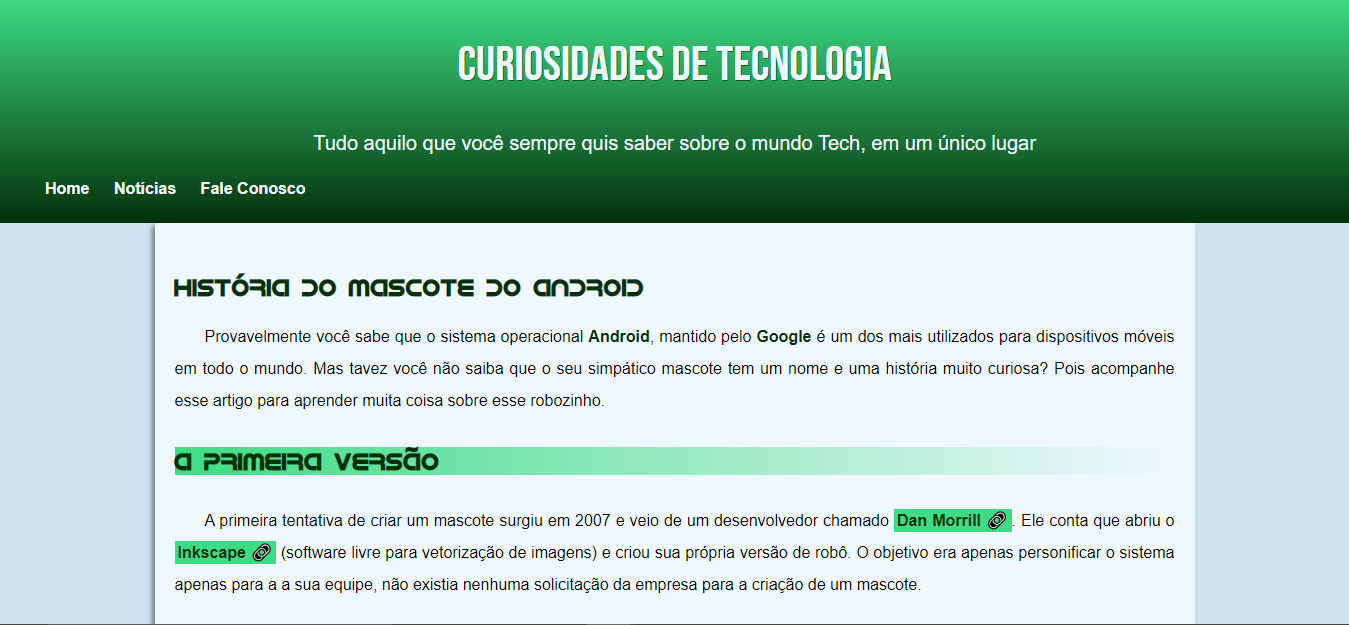 CURIOSIDADES DE TECNOLOGIA
Tudo aquilo que você sempre quis saber sobre o mundo Tech, em um único lugar
Home Notícias Fale Conosco
História do Mascote do Android
Provavelmente você sabe que o sistema operacional Android, mantido pelo Google é um dos mais utilizados para dispositivos móveis
em todo o mundo. Mas tavez você não saiba que o seu simpático mascote tem um nome e uma história muito curiosa? Pois acompanhe
esse artigo para aprender muita coisa sobre esse robozinho.
A primeira versão
A primeira tentativa de criar um mascote surgiu em 2007 e veio de um desenvolvedor chamado Dan Morrill. Ele conta que abriu o
Inkscape (software livre para vetorização de imagens) e criou sua própria versão de robô. O objetivo era apenas personificar o sistema
apenas para a a sua equipe, não existia nenhuma solicitação da empresa para a criação de um mascote.